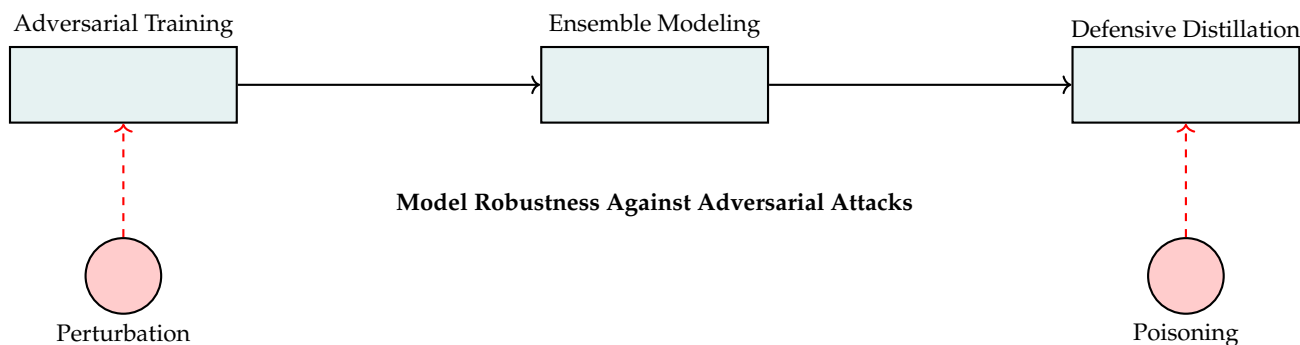 Adversarial Training
Ensemble Modeling
Defensive Distillation
Model Robustness Against Adversarial Attacks
Perturbation
Poisoning